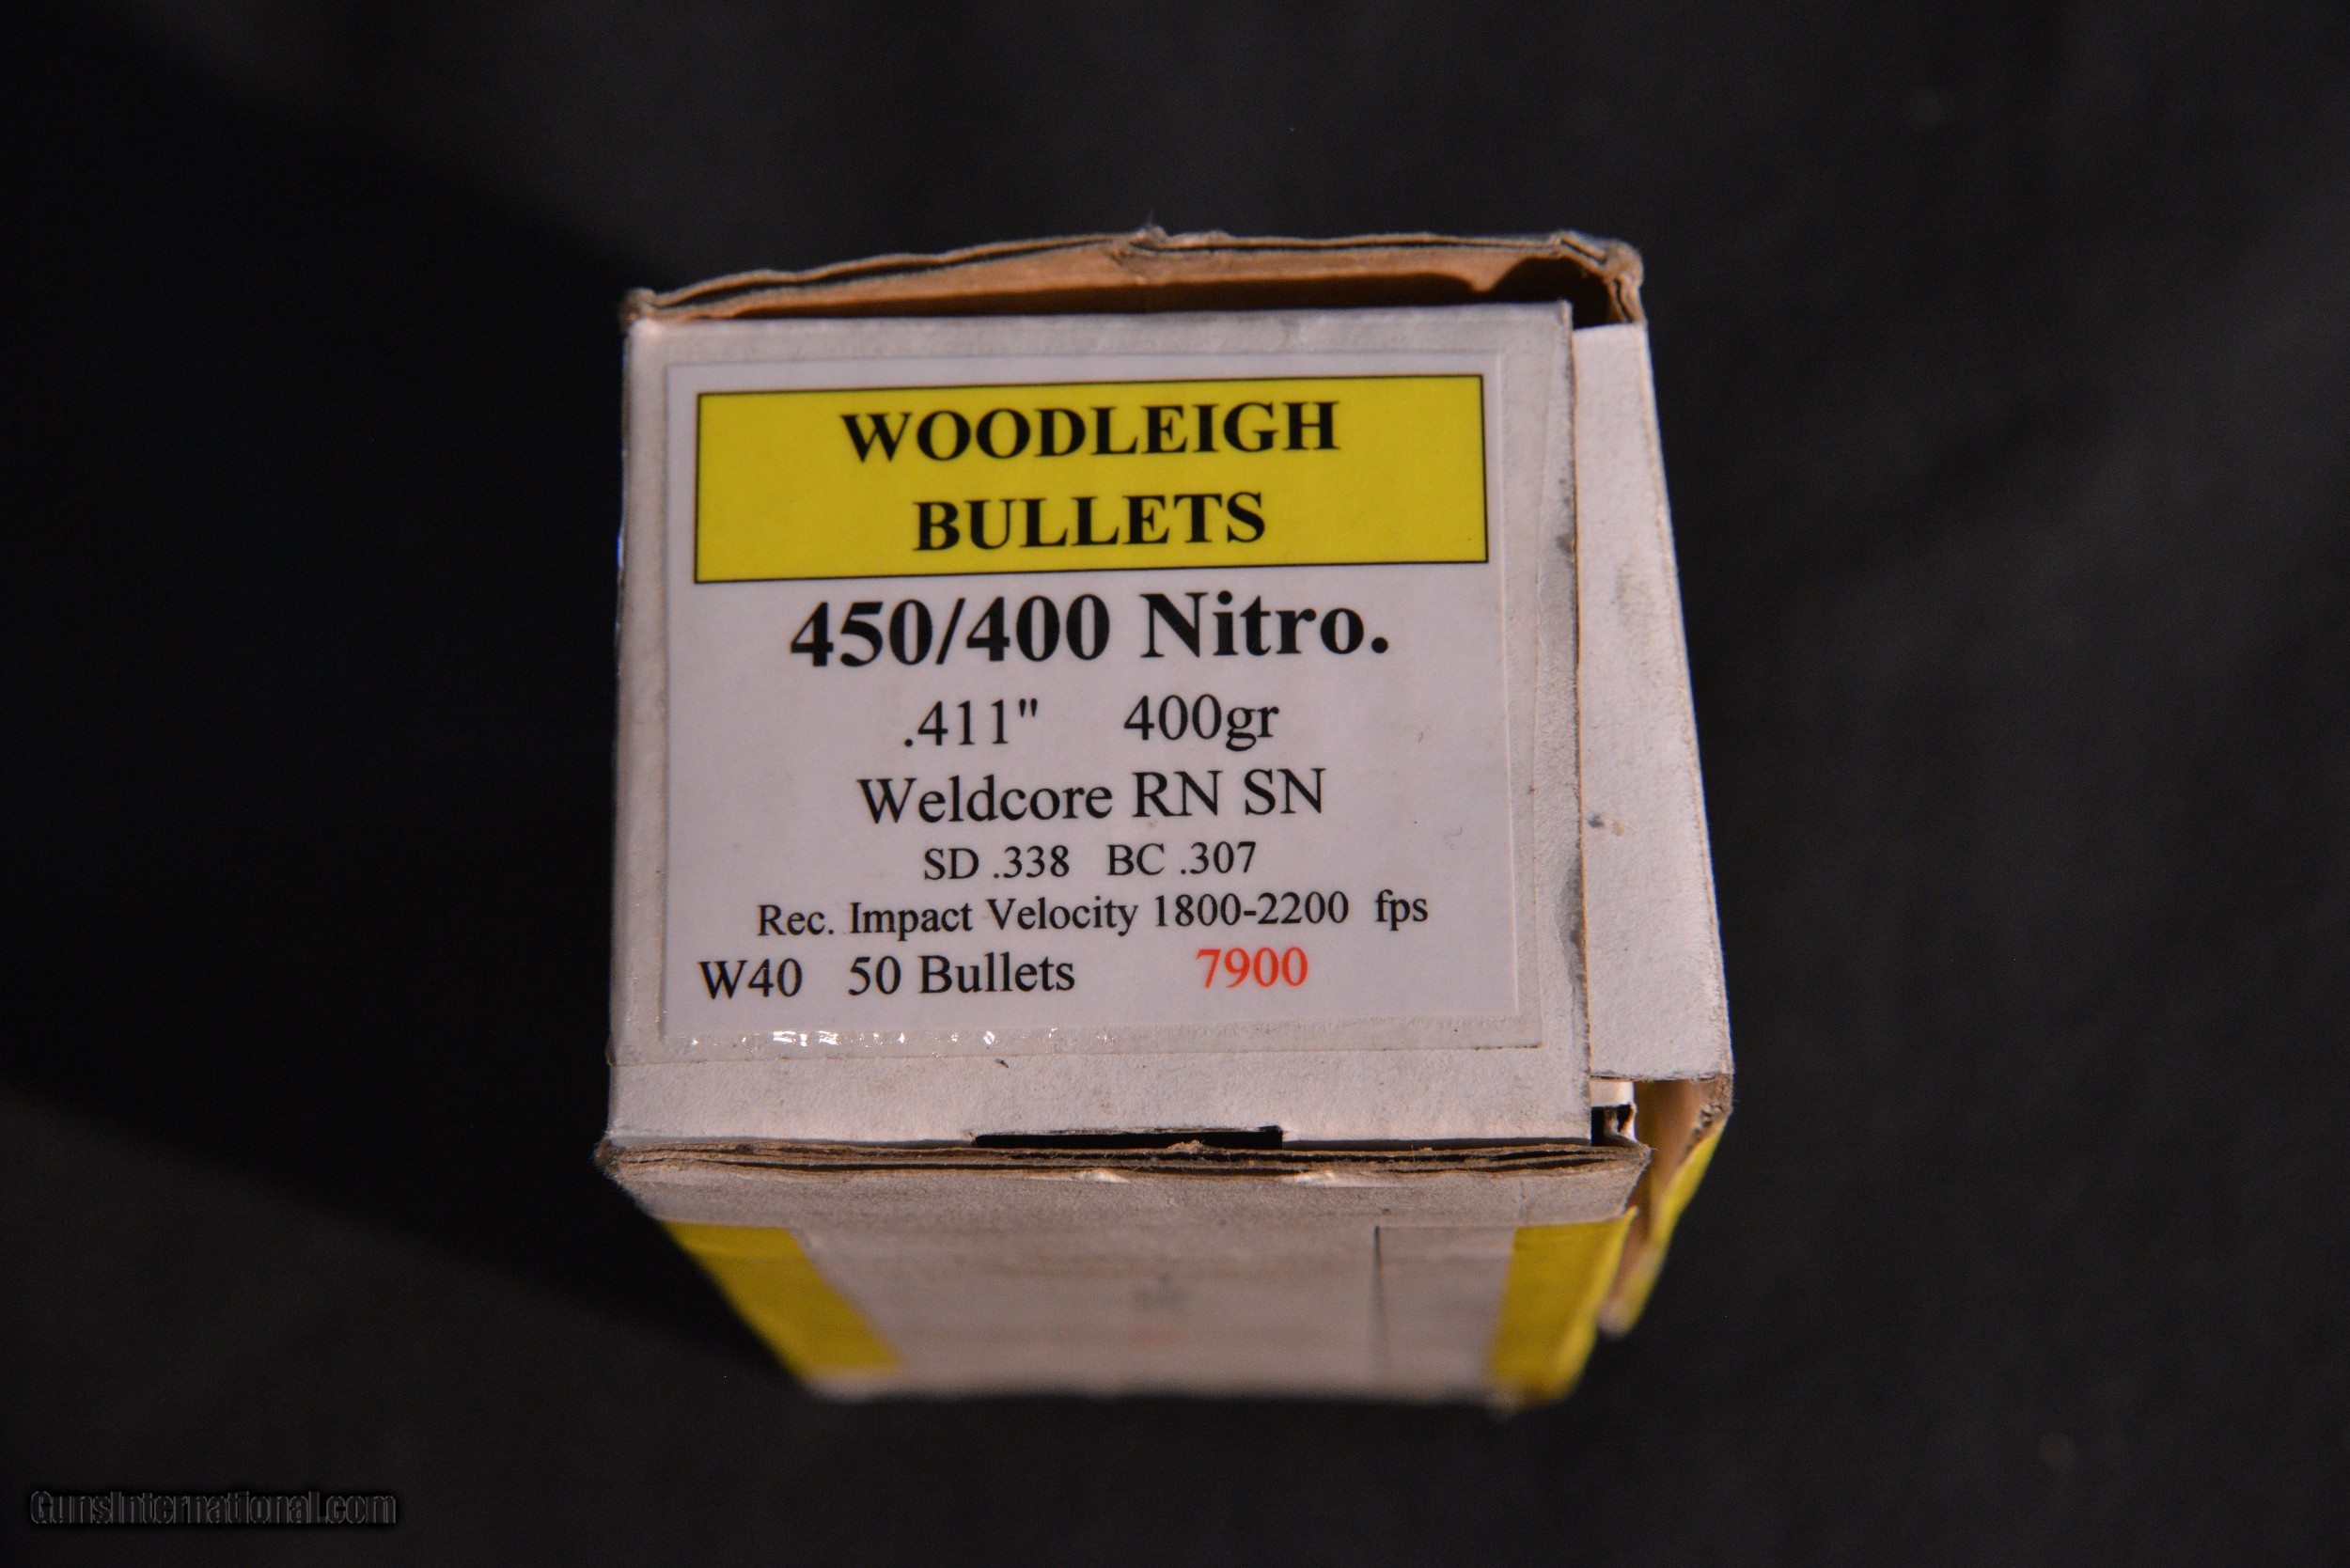 WOODLEIGH
BULLETS
450/400 Nitro.
.411" 400gr
Weldcore RN SN
SD .338 BC .307
Rec. Impact Velocity 1800-2200 fps
W40 50 Bullets 7900
GunsInternational.com